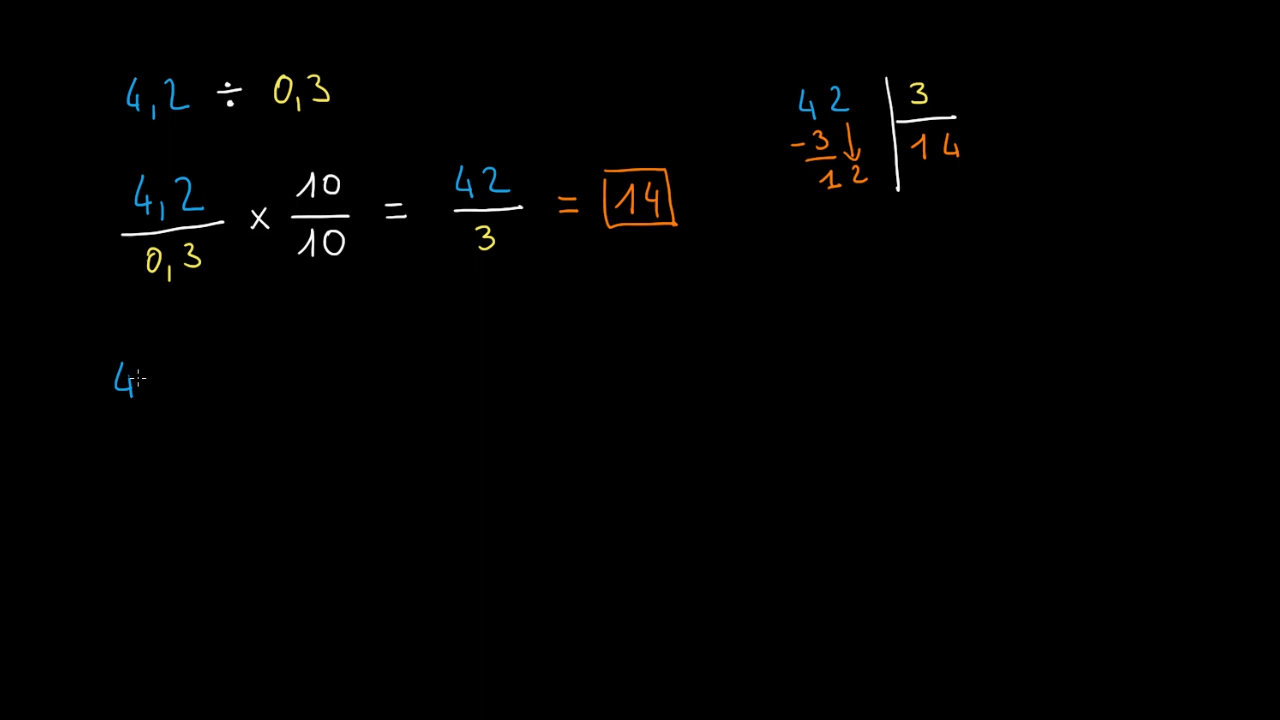 4,2 ÷ 0,3
4,2/0,3 × 10/10 = 42/3 = 14
4
42 | 3
-3 | 14
12